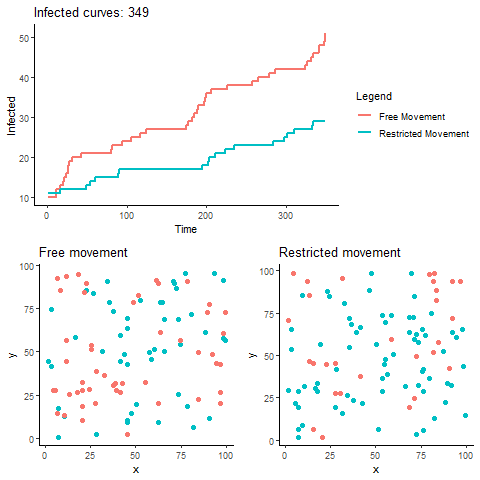 Infected curves: 349
50
40
30
20
10
Infected
0 100 200 300
Time
Legend
Free Movement
Restricted Movement
Free movement
100
75
50
25
0
y
0 25 50 75 100
x
Restricted movement
100
75
50
25
0
y
0 25 50 75 100
x